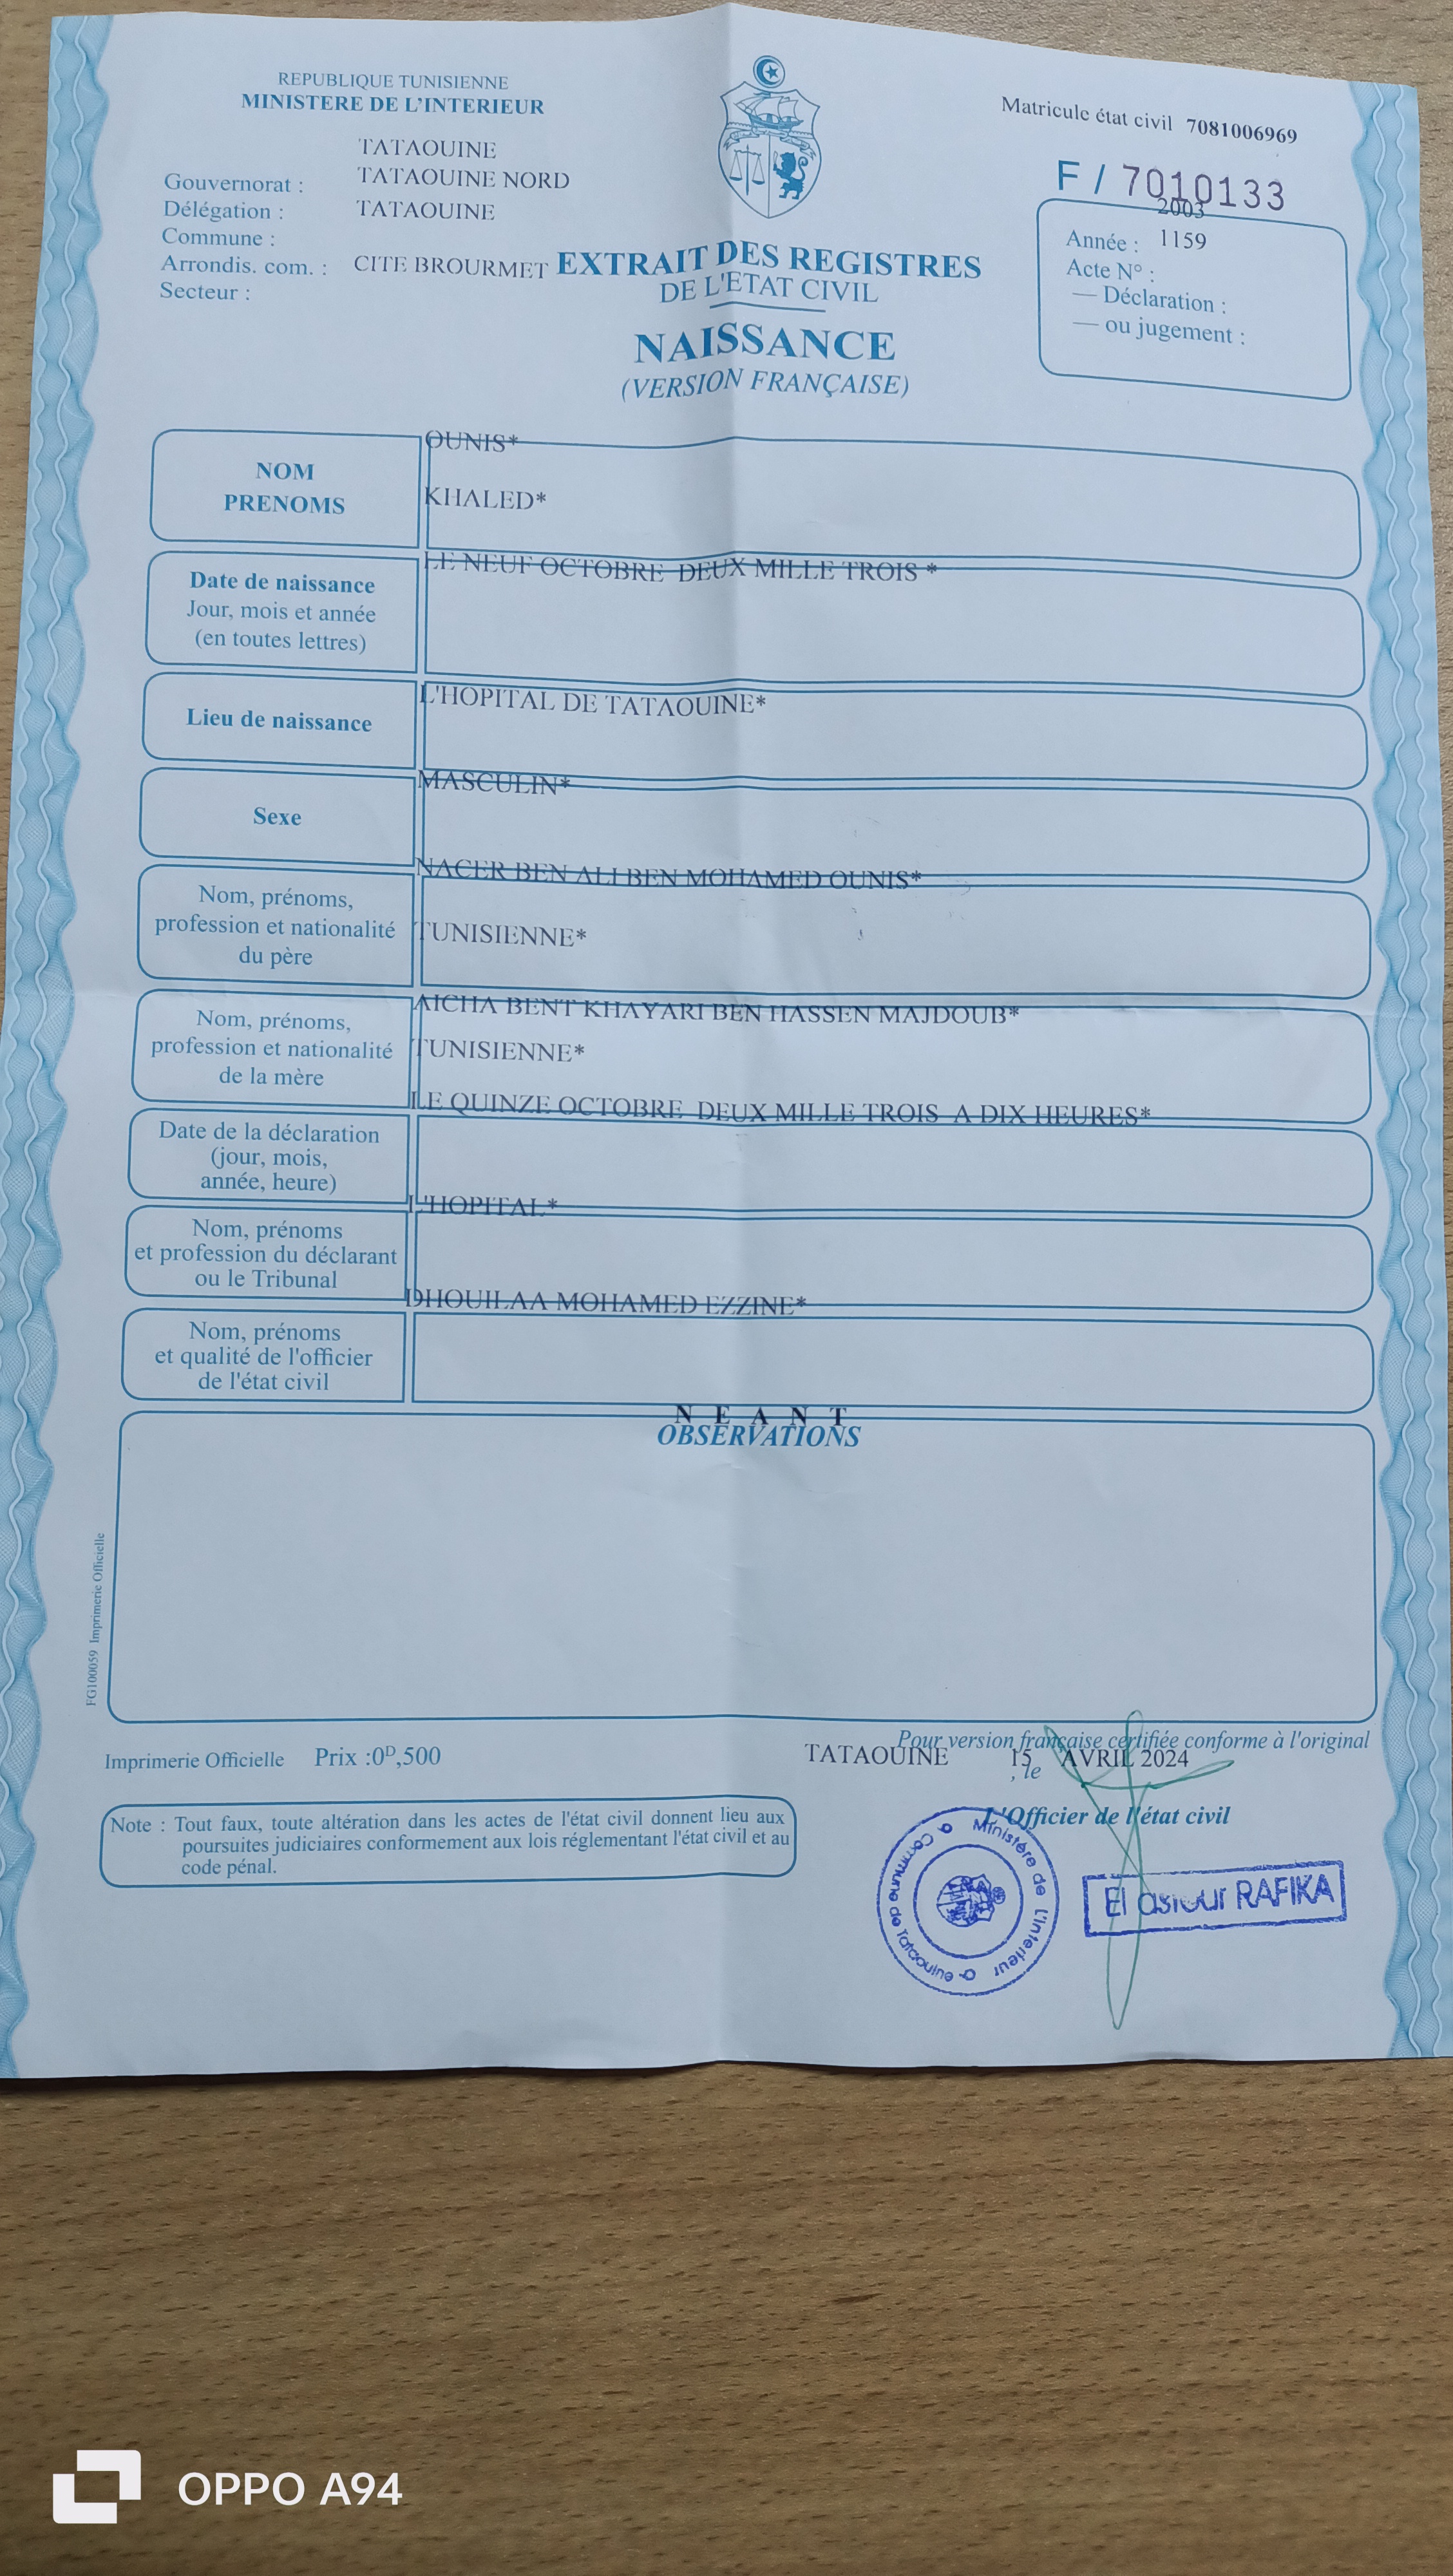 REPUBLIQUE TUNISIENNE
MINISTERE DE L'INTERIEUR
Matricule état civil 7081006969
F / 7010133
TATAOUINE
Gouvernorat : TATAOUINE NORD
Délégation : TATAOUINE
Commune :
Arrondis. com. : CITE BROURMET
Secteur :
2003
Année : 1159
Acte N° :
— Déclaration :
— ou jugement :
EXTRAIT DES REGISTRES
DE L'ETAT CIVIL
NAISSANCE
(VERSION FRANÇAISE)
OUNIS*
NOM
PRENOMS
KHALED*
LE NEUF OCTOBRE DEUX MILLE TROIS *
Date de naissance
Jour, mois et année
(en toutes lettres)
L'HOPITAL DE TATAOUINE*
Lieu de naissance
MASCULIN*
Sexe
NACER BEN ALI BEN MOHAMED OUNIS*
Nom, prénoms,
profession et nationalité
du père
TUNISIENNE*
AICHA BENT KHAYARI BEN HASSEN MAJDOUB*
Nom, prénoms,
profession et nationalité
de la mère
TUNISIENNE*
LE QUINZE OCTOBRE DEUX MILLE TROIS A DIX HEURES*
Date de la déclaration
(jour, mois,
année, heure)
L'HOPITAL*
Nom, prénoms
et profession du déclarant
ou le Tribunal
DHOUILAA MOHAMED EZZINE*
Nom, prénoms
et qualité de l'officier
de l'état civil
N E A N T
OBSERVATIONS
FG100059 Imprimerie Officielle
Imprimerie Officielle Prix :0D,500
Pour version française certifiée conforme à l'original
TATAOUINE 15 AVRIL 2024
, le
L'Officier de l'état civil
Note : Tout faux, toute altération dans les actes de l'état civil donnent lieu aux
poursuites judiciaires conformement aux lois réglementant l'état civil et au
code pénal.
Ministère de L'Interieur
Commune de Tataouine
El RAFIKA
OPPO A94